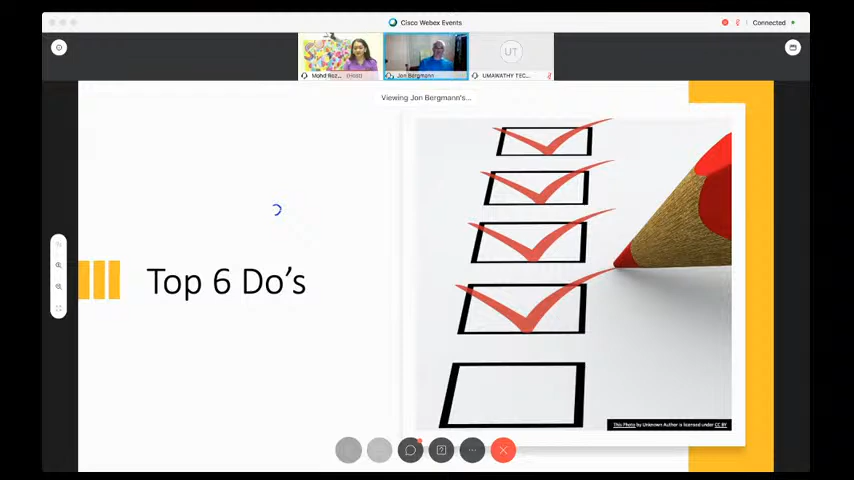 Cisco Webex Events
Connected
UT
Mohd Roz...
Jon Bergmann
UMAWATHY TEC...
Viewing Jon Bergmann's...
Top 6 Do's
This Photo by Unknown Author is licensed under CC BY